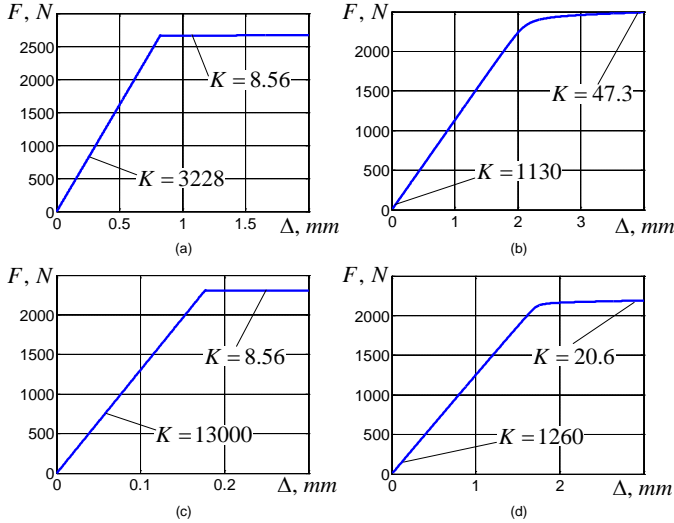 F, N
2500
2000
1500
1000
500
0
K = 8.56
K = 3228
0
0.5
1
1.5
Δ, mm
(a)
F, N
2000
1500
1000
500
0
K = 47.3
K = 1130
0
1
2
3
Δ, mm
(b)
F, N
2000
1500
1000
500
0
K = 8.56
K = 13000
0
0.1
0.2
Δ, mm
(c)
F, N
2000
1500
1000
500
0
K = 20.6
K = 1260
0
1
2
Δ, mm
(d)